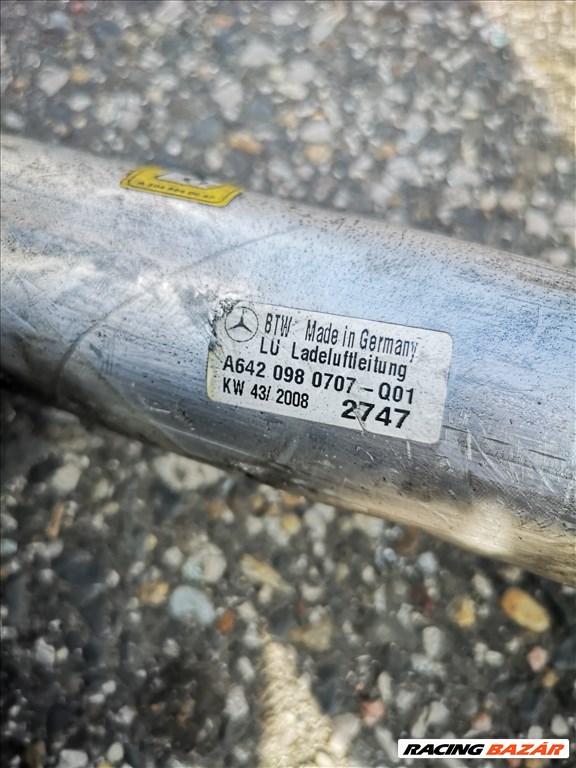 BTW Made in Germany
LU Ladeluftleitung
A642 098 0707-Q01
KW 43/2008 2747
RACING BAZÁR